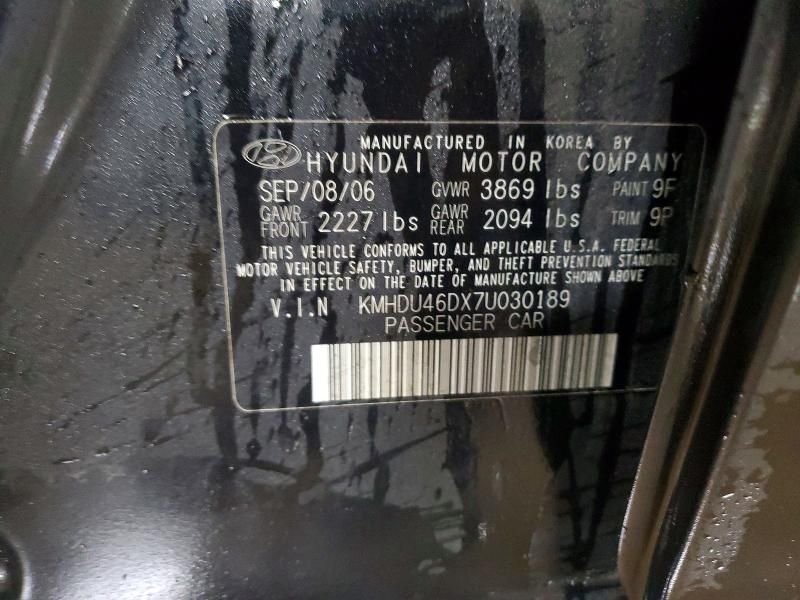 MANUFACTURED IN KOREA BY
HYUNDAI MOTOR COMPANY
SEP/08/06 GVWR 3869 lbs PAINT 9F
GAWR FRONT 2227 lbs GAWR REAR 2094 lbs TRIM 9P
THIS VEHICLE CONFORMS TO ALL APPLICABLE U.S.A. FEDERAL
MOTOR VEHICLE SAFETY, BUMPER, AND THEFT PREVENTION STANDARDS
IN EFFECT ON THE DATE OF MANUFACTURE SHOWN ABOVE
V.I.N KMHDU46DX7U030189
PASSENGER CAR